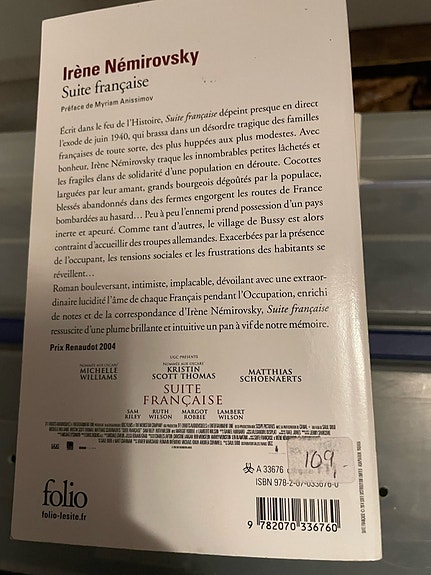 Irène Némirovsky
Suite française
Préface de Myriam Anissimov
Écrit dans le feu de l'Histoire, Suite française dépeint presque en direct
l'exode de juin 1940, qui brassa dans un désordre tragique des familles
françaises de toute sorte, des plus huppées aux plus modestes. Avec
bonheur, Irène Némirovsky traque les innombrables petites lâchetés et
les fragiles élans de solidarité d'une population en déroute. Cocottes
larguées par leur amant, grands bourgeois dégoûtés par la populace,
blessés abandonnés dans des fermes engorgent les routes de France
bombardées au hasard... Peu à peu l'ennemi prend possession d'un pays
inerte et apeuré. Comme tant d'autres, le village de Bussy est alors
contraint d'accueillir des troupes allemandes. Exacerbées par la présence
de l'occupant, les tensions sociales et les frustrations des habitants se
réveillent...
Roman bouleversant, intimiste, implacable, dévoilant avec une extraor-
dinaire lucidité l'âme de chaque Français pendant l'Occupation, enrichi
de notes et de la correspondance d'Irène Némirovsky, Suite française
ressuscite d'une plume brillante et intuitive un pan à vif de notre mémoire.
Prix Renaudot 2004
UGC PRÉSENTE
MICHELLE WILLIAMS
KRISTIN SCOTT THOMAS
MATTHIAS SCHOENAERTS
SUITE
FRANÇAISE
SAM RILEY
RUTH WILSON
MARGOT ROBBIE
LAMBERT WILSON
109,-
A 33676
ISBN 978-2-07-033676-0
folio
folio-lesite.fr
9 782070 336760